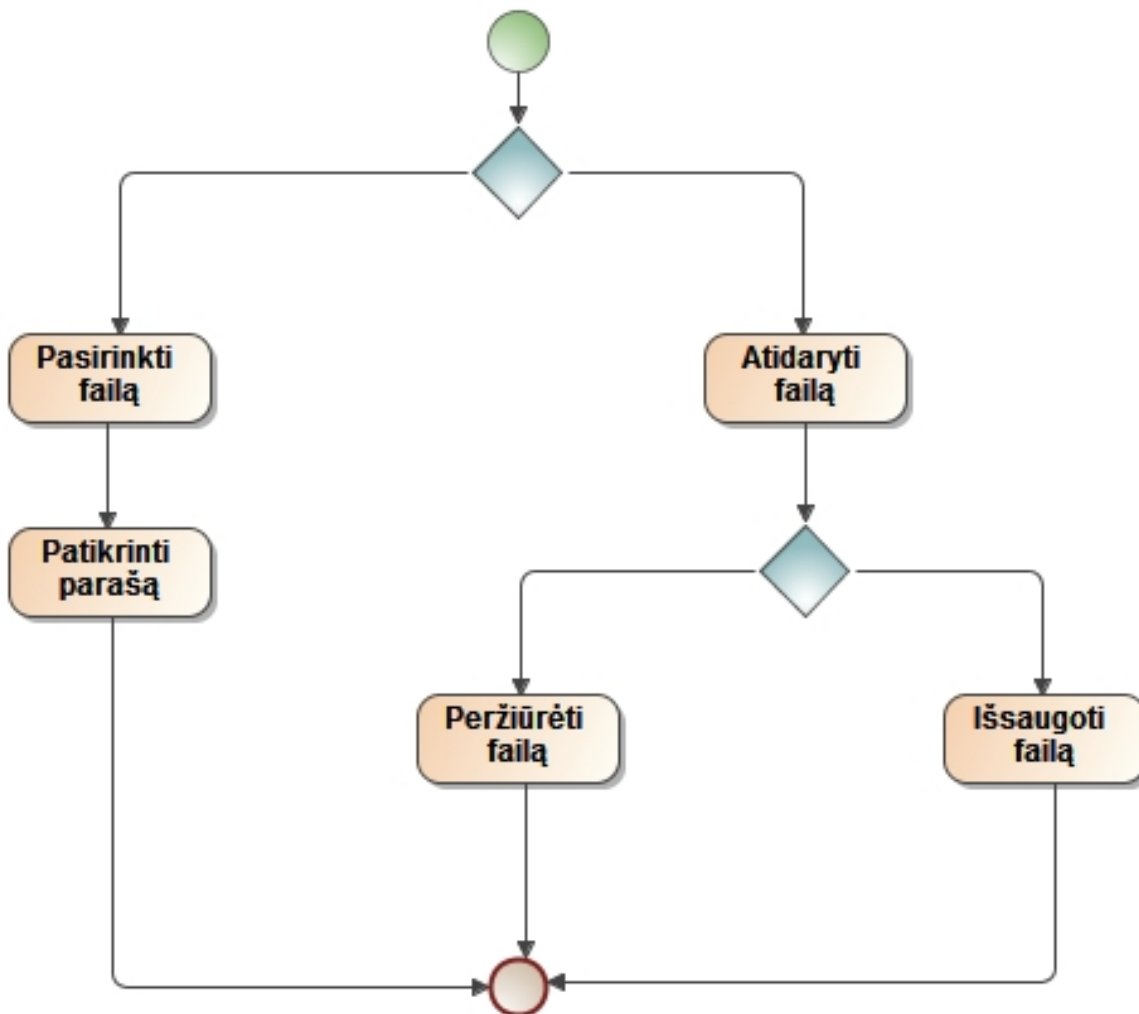 Pasirinkti
failą
Atidaryti
failą
Patikrinti
parašą
Peržiūrėti
failą
Išsaugoti
failą